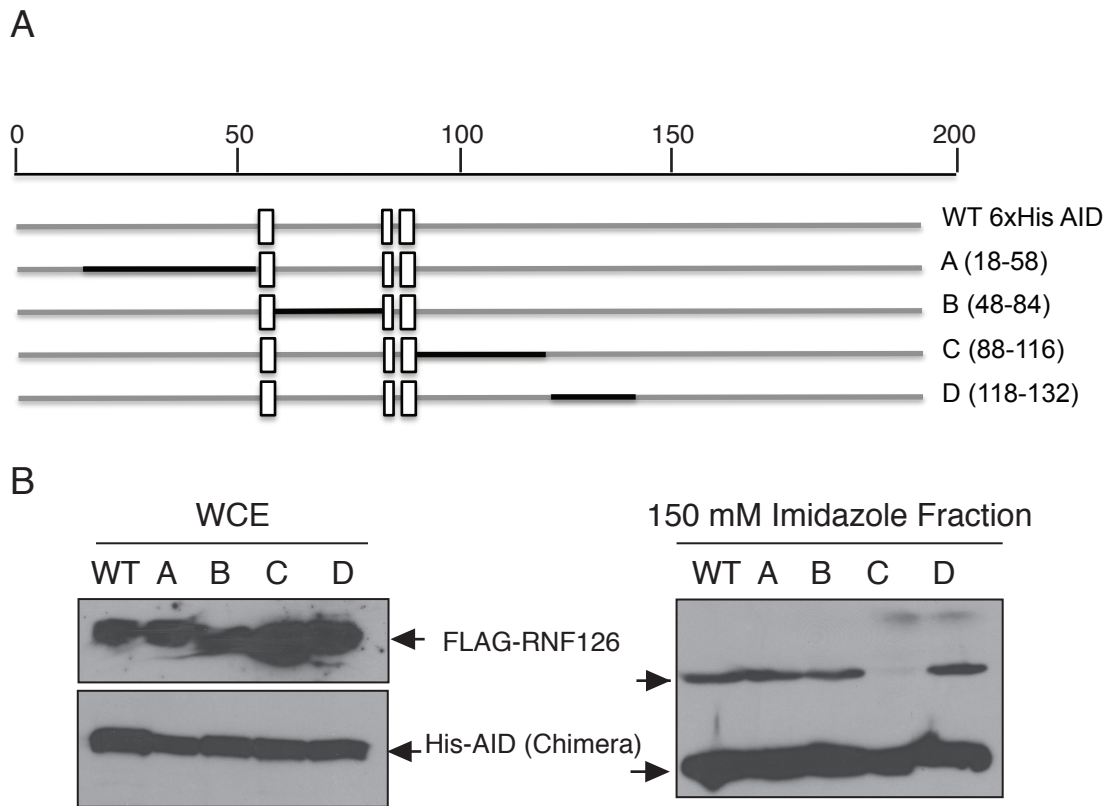 A
0 50 100 150 200
WT 6xHis AID
A (18-58)
B (48-84)
C (88-116)
D (118-132)
B
WCE 150 mM Imidazole Fraction
WT A B C D WT A B C D
FLAG-RNF126
His-AID (Chimera)